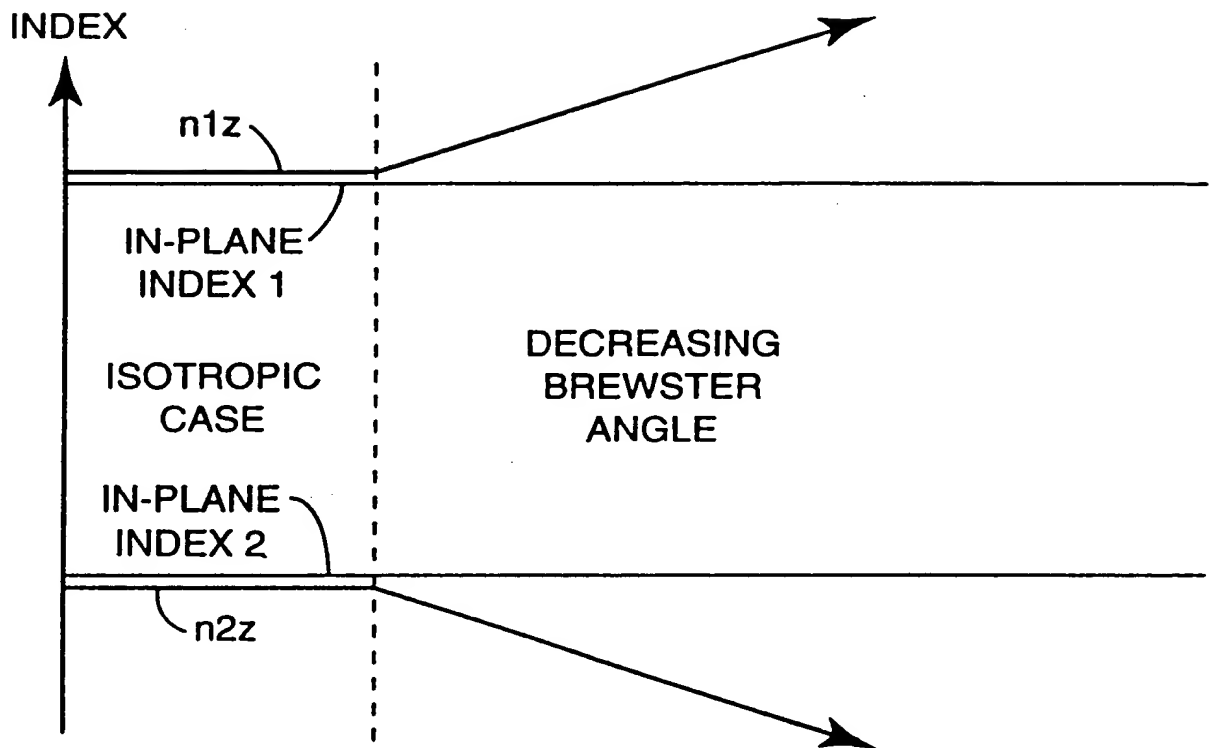 INDEX
n1z
IN-PLANE
INDEX 1
ISOTROPIC
CASE
DECREASING
BREWSTER
ANGLE
IN-PLANE
INDEX 2
n2z